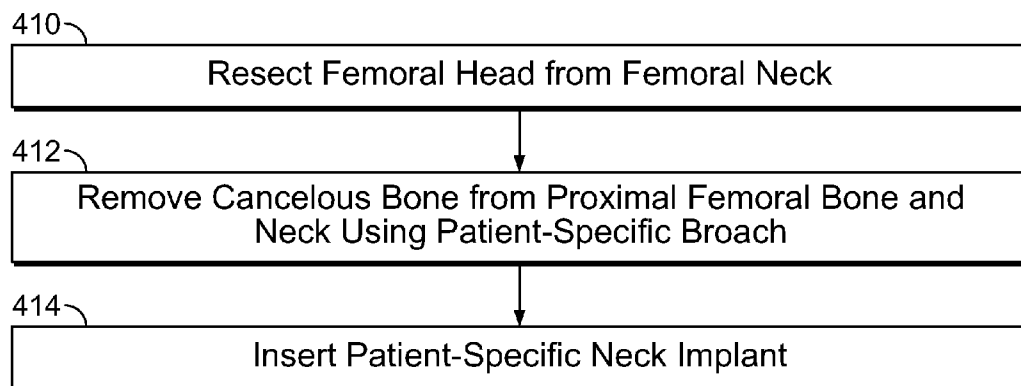 410
Resect Femoral Head from Femoral Neck
412
Remove Cancelous Bone from Proximal Femoral Bone and
Neck Using Patient-Specific Broach
414
Insert Patient-Specific Neck Implant